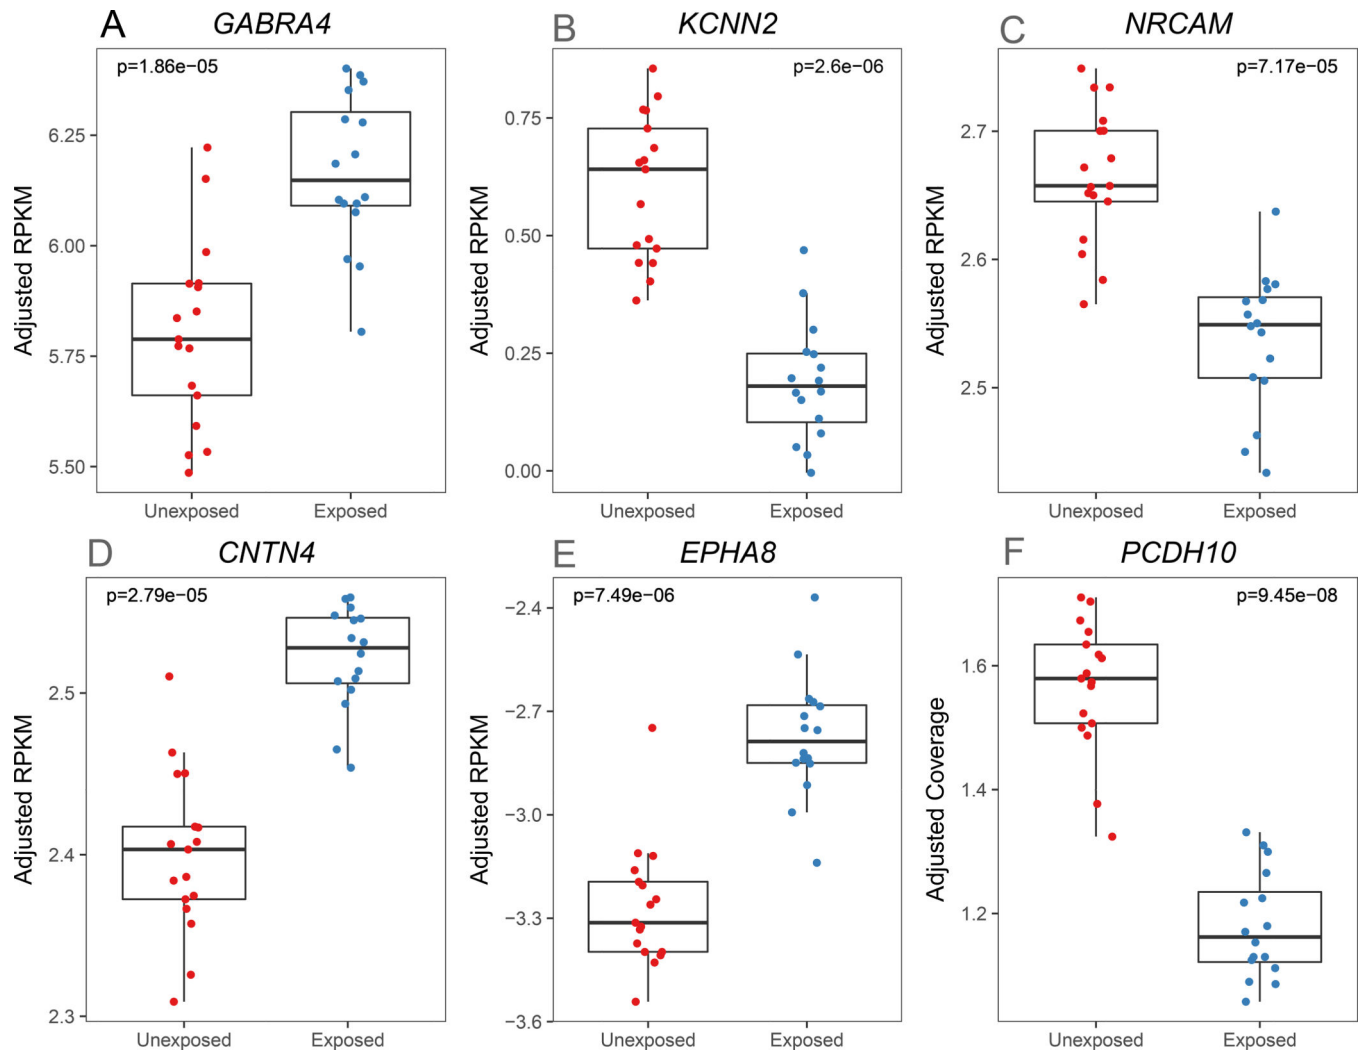 A GABRA4
p=1.86e−05
Adjusted RPKM
6.25
6.00
5.75
5.50
Unexposed Exposed
B KCNN2
p=2.6e−06
Adjusted RPKM
0.75
0.50
0.25
0.00
Unexposed Exposed
C NRCAM
p=7.17e−05
Adjusted RPKM
2.7
2.6
2.5
Unexposed Exposed
D CNTN4
p=2.79e−05
Adjusted RPKM
2.5
2.4
2.3
Unexposed Exposed
E EPHA8
p=7.49e−06
Adjusted RPKM
−2.4
−2.7
−3.0
−3.3
−3.6
Unexposed Exposed
F PCDH10
p=9.45e−08
Adjusted Coverage
1.6
1.4
1.2
Unexposed Exposed